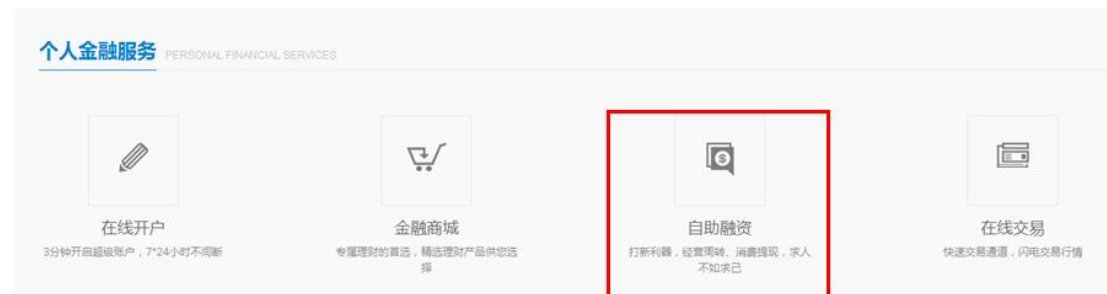 个人金融服务 PERSONAL FINANCIAL SERVICES
在线开户
3分钟开启超级账户，7*24小时不间断
金融商城
专属理财的首选，精选理财产品供您选
择
自助融资
打新利器，经营周转、消费提现，求人
不如求己
在线交易
快速交易通道，闪电交易行情